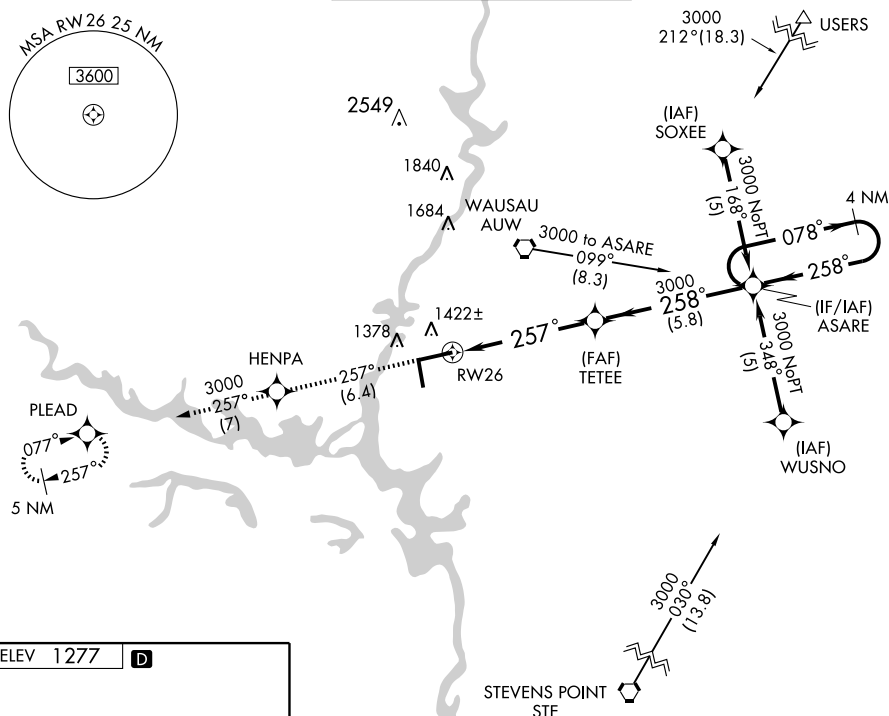 MSA RW 26 25 NM
3600
3000
212°(18.3)
USERS
2549
(IAF)
SOXEE
1840
3000 NoPT
168°
(5)
4 NM
1684
WAUSAU
AUW
3000 to ASARE
099°
(8.3)
078°
258°
3000
258°
(5.8)
(IF/IAF)
ASARE
1422±
1378
257°
(FAF)
TETEE
RW26
HENPA
257°
(6.4)
3000
257°
(7)
3000 NoPT
348°
(5)
PLEAD
077°
257°
5 NM
(IAF)
WUSNO
3000
030°
(13.8)
ELEV 1277 D
STEVENS POINT
STE